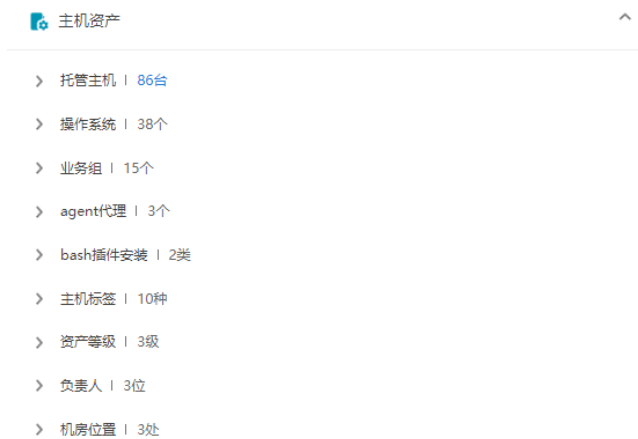 主机资产
托管主机 | 86台
操作系统 | 38个
业务组 | 15个
agent代理 | 3个
bash插件安装 | 2类
主机标签 | 10种
资产等级 | 3级
负责人 | 3位
机房位置 | 3处